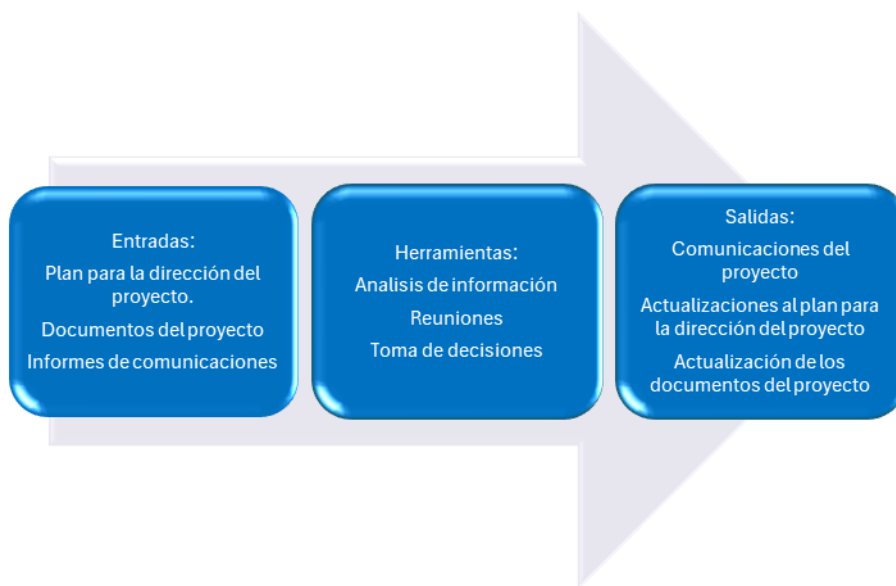 Entradas:
Plan para la dirección del
proyecto.
Documentos del proyecto
Informes de comunicaciones
Herramientas:
Analisis de información
Reuniones
Toma de decisiones
Salidas:
Comunicaciones del
proyecto
Actualizaciones al plan para
la dirección del proyecto
Actualización de los
documentos del proyecto